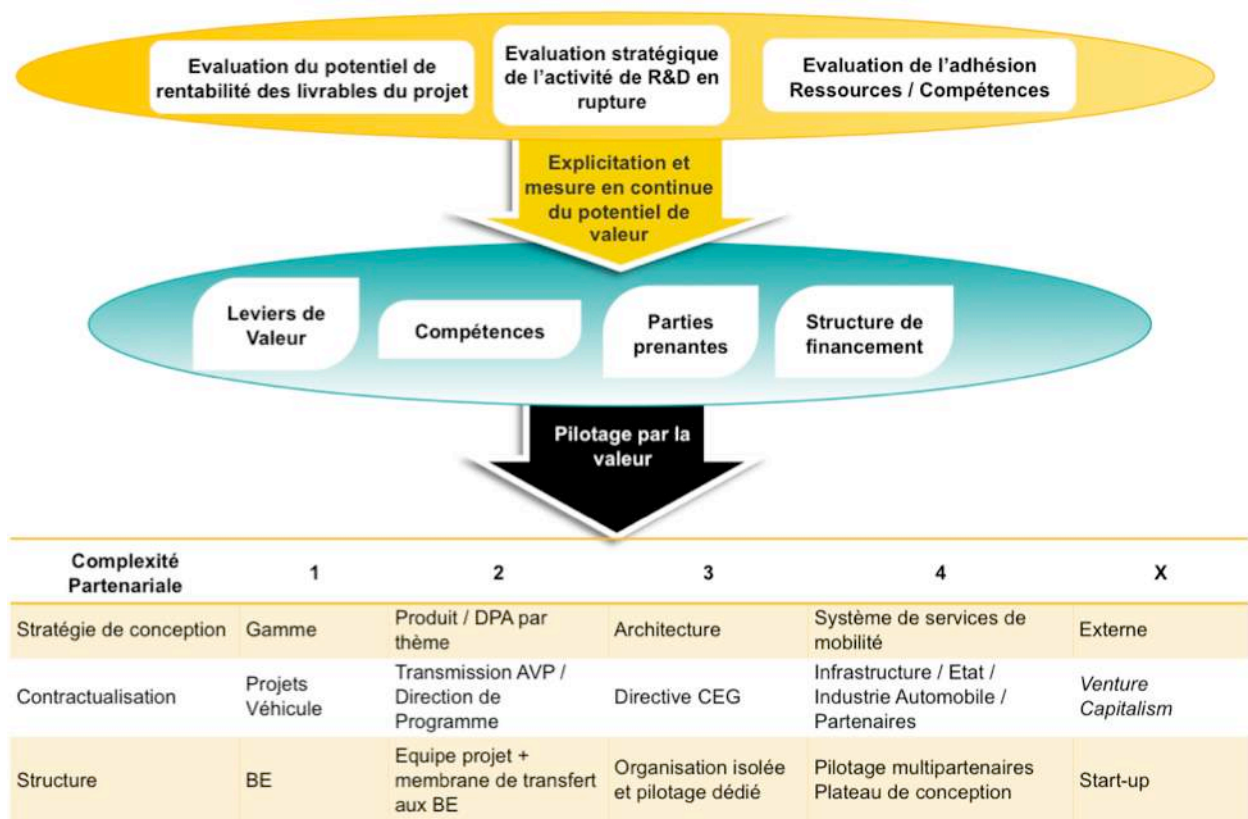 Evaluation du potentiel de
rentabilité des livrables du projet
Evaluation stratégique
de l'activité de R&D en
rupture
Evaluation de l'adhésion
Ressources / Compétences
Explicitation et
mesure en continue
du potentiel de
valeur
Leviers de
Valeur
Compétences
Parties
prenantes
Structure de
financement
Pilotage par la
valeur
Complexité
Partenariale
1
2
3
4
X
Stratégie de conception
Gamme
Produit / DPA par
thème
Architecture
Système de services de
mobilité
Externe
Contractualisation
Projets
Véhicule
Transmission AVP /
Direction de
Programme
Directive CEG
Infrastructure / Etat /
Industrie Automobile /
Partenaires
Venture
Capitalism
Structure
BE
Equipe projet +
membrane de transfert
aux BE
Organisation isolée
et pilotage dédié
Pilotage multipartenaires
Plateau de conception
Start-up